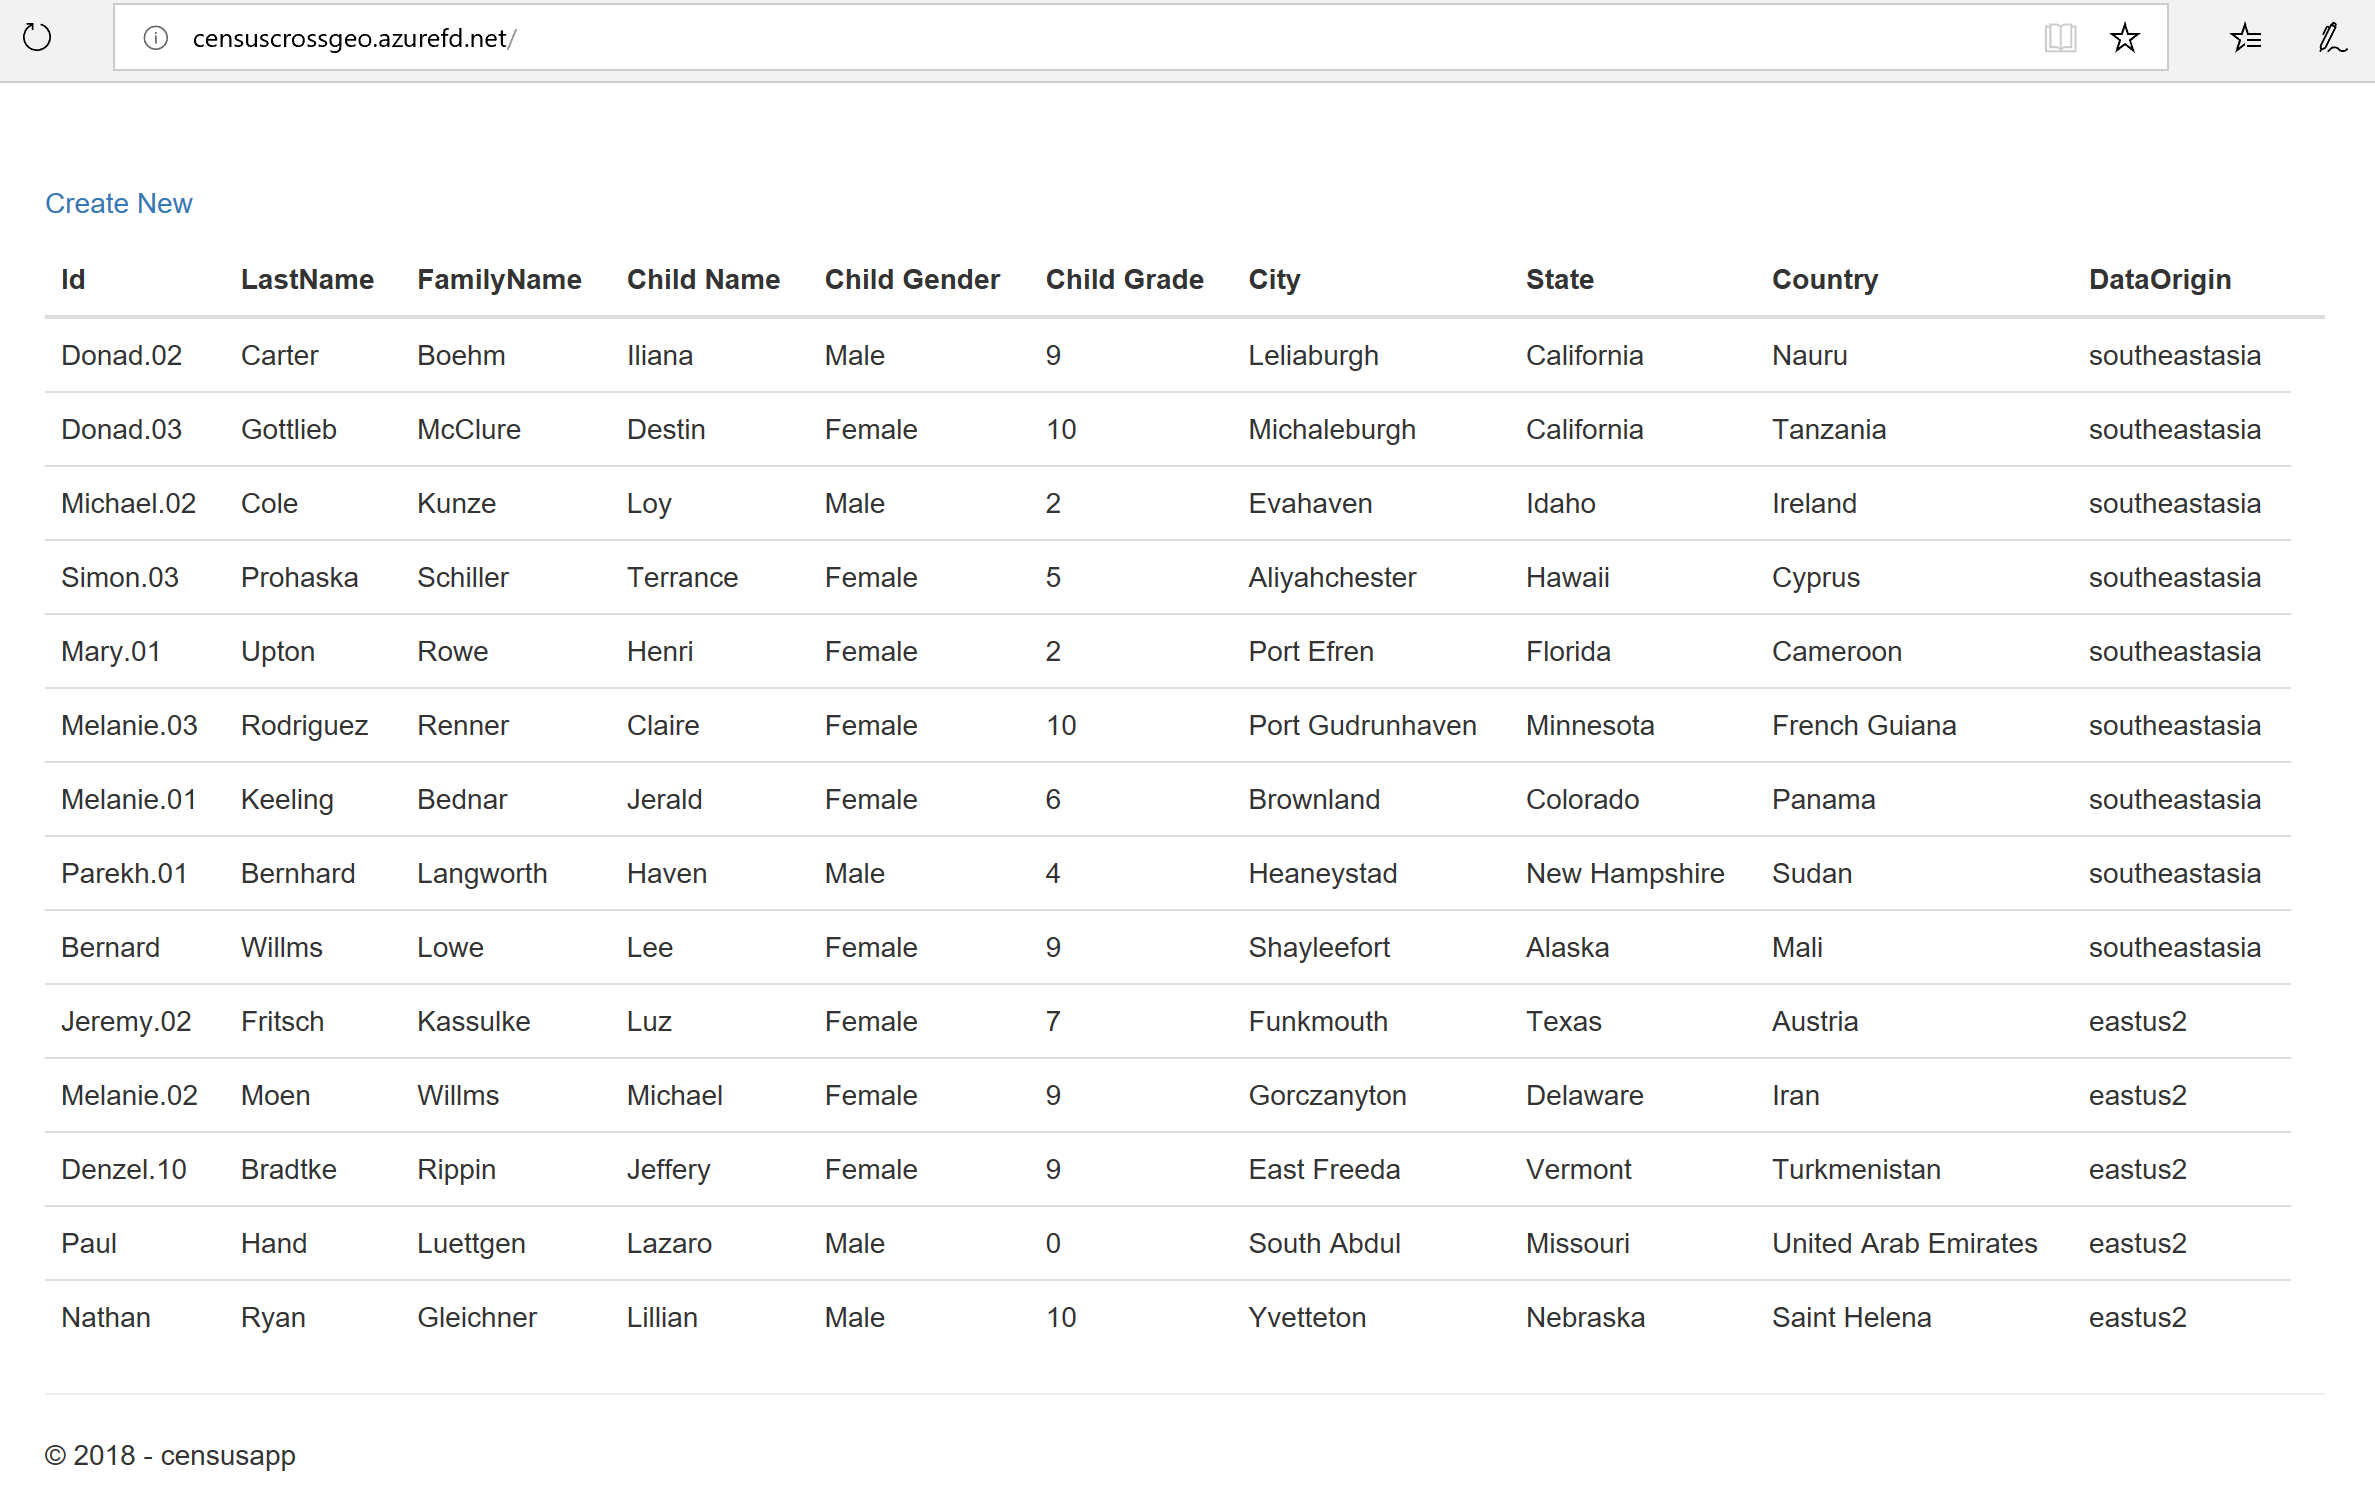 censuscrossgeo.azurefd.net/
Create New
Id LastName FamilyName Child Name Child Gender Child Grade City State Country DataOrigin
Donad.02 Carter Boehm Iliana Male 9 Leliaburgh California Nauru southeastasia
Donad.03 Gottlieb McClure Destin Female 10 Michaleburgh California Tanzania southeastasia
Michael.02 Cole Kunze Loy Male 2 Evahaven Idaho Ireland southeastasia
Simon.03 Prohaska Schiller Terrance Female 5 Aliyahchester Hawaii Cyprus southeastasia
Mary.01 Upton Rowe Henri Female 2 Port Efren Florida Cameroon southeastasia
Melanie.03 Rodriguez Renner Claire Female 10 Port Gudrunhaven Minnesota French Guiana southeastasia
Melanie.01 Keeling Bednar Jerald Female 6 Brownland Colorado Panama southeastasia
Parekh.01 Bernhard Langworth Haven Male 4 Heaneystad New Hampshire Sudan southeastasia
Bernard Willms Lowe Lee Female 9 Shayleefort Alaska Mali southeastasia
Jeremy.02 Fritsch Kassulke Luz Female 7 Funkmouth Texas Austria eastus2
Melanie.02 Moen Willms Michael Female 9 Gorczanyton Delaware Iran eastus2
Denzel.10 Bradtke Rippin Jeffery Female 9 East Freeda Vermont Turkmenistan eastus2
Paul Hand Luettgen Lazaro Male 0 South Abdul Missouri United Arab Emirates eastus2
Nathan Ryan Gleichner Lillian Male 10 Yvetteton Nebraska Saint Helena eastus2
© 2018 - censusapp